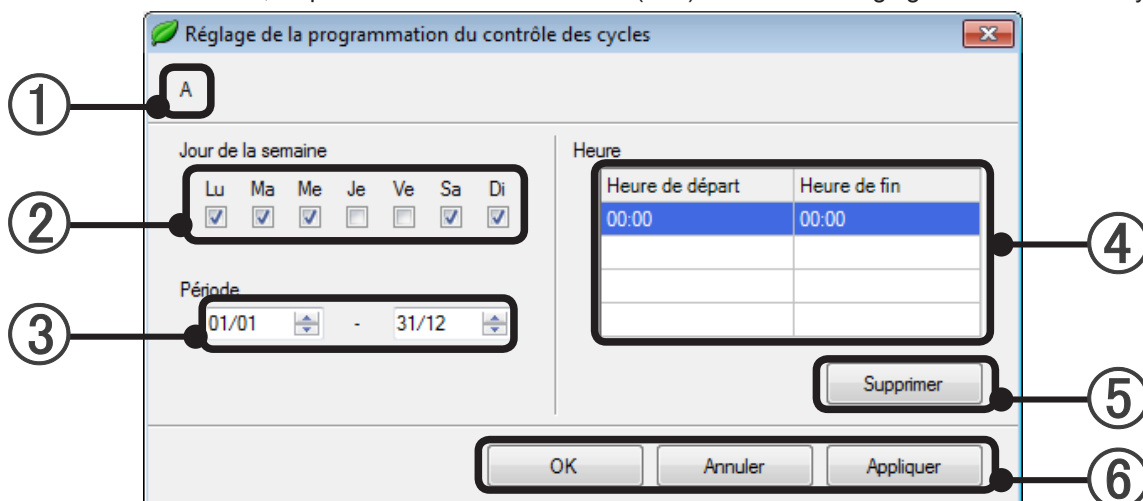 Réglage de la programmation du contrôle des cycles
① A
Jour de la semaine
② Lu Ma Me Je Ve Sa Di
Période
③ 01/01 - 31/12
Heure
Heure de départ Heure de fin
00:00 00:00
④
Supprimer ⑤
OK Annuler Appliquer ⑥